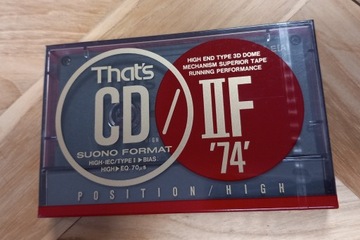 That's
CD/IIF
'74'
SUONO FORMAT
HIGH•IEC/TYPE I ▶ BIAS
HIGH ▶ EQ 70μs
HIGH END TYPE 3D DOME
MECHANISM SUPERIOR TAPE
RUNNING PERFORMANCE
POSITION/HIGH